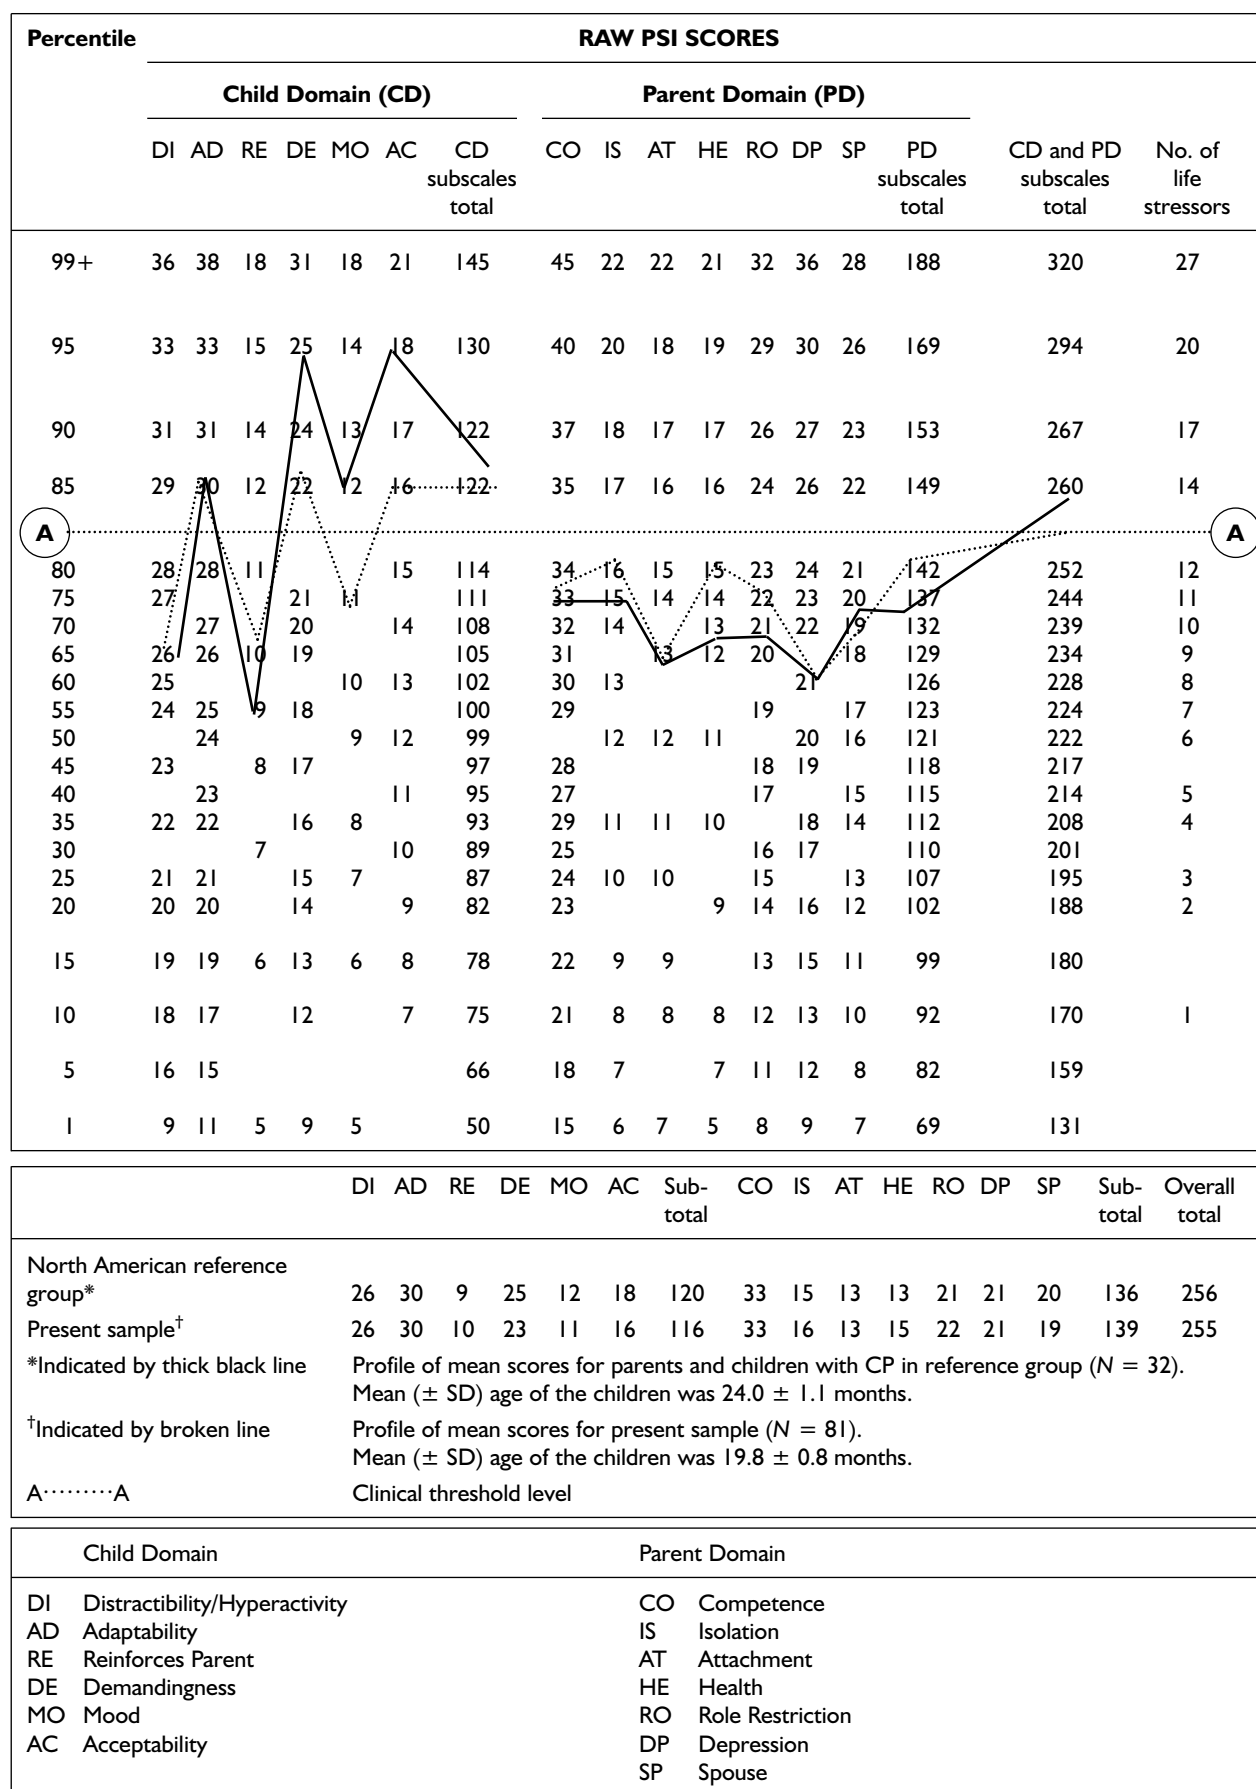 Percentile RAW PSI SCORES
Child Domain (CD) Parent Domain (PD)
DI AD RE DE MO AC CD CO IS AT HE RO DP SP PD CD and PD No. of
subscales subscales subscales life
total total total stressors
99+ 36 38 18 31 18 21 145 45 22 22 21 32 36 28 188 320 27
95 33 33 15 25 14 18 130 40 20 18 19 29 30 26 169 294 20
90 31 31 14 24 13 17 122 37 18 17 17 26 27 23 153 267 17
85 29 30 12 22 12 16 122 35 17 16 16 24 26 22 149 260 14
A A
80 28 28 11 15 114 34 16 15 15 23 24 21 142 252 12
75 27 21 11 111 33 15 14 14 22 23 20 137 244 11
70 27 20 14 108 32 14 13 21 22 19 132 239 10
65 26 26 10 19 105 31 13 12 20 18 129 234 9
60 25 10 13 102 30 13 21 126 228 8
55 24 25 9 18 100 29 19 17 123 224 7
50 24 9 12 99 12 12 11 20 16 121 222 6
45 23 8 17 97 28 18 19 118 217
40 23 11 95 27 17 15 115 214 5
35 22 22 16 8 93 29 11 11 10 18 14 112 208 4
30 7 10 89 25 16 17 110 201
25 21 21 15 7 87 24 10 10 15 13 107 195 3
20 20 20 14 9 82 23 9 14 16 12 102 188 2
15 19 19 6 13 6 8 78 22 9 9 13 15 11 99 180
10 18 17 12 7 75 21 8 8 8 12 13 10 92 170 1
5 16 15 66 18 7 7 11 12 8 82 159
1 9 11 5 9 5 50 15 6 7 5 8 9 7 69 131
DI AD RE DE MO AC Sub- CO IS AT HE RO DP SP Sub- Overall
total total total
North American reference
group* 26 30 9 25 12 18 120 33 15 13 13 21 21 20 136 256
Present sample† 26 30 10 23 11 16 116 33 16 13 15 22 21 19 139 255
*Indicated by thick black line Profile of mean scores for parents and children with CP in reference group (N = 32).
Mean (± SD) age of the children was 24.0 ± 1.1 months.
†Indicated by broken line Profile of mean scores for present sample (N = 81).
Mean (± SD) age of the children was 19.8 ± 0.8 months.
A·········A Clinical threshold level
Child Domain Parent Domain
DI Distractibility/Hyperactivity CO Competence
AD Adaptability IS Isolation
RE Reinforces Parent AT Attachment
DE Demandingness HE Health
MO Mood RO Role Restriction
AC Acceptability DP Depression
SP Spouse